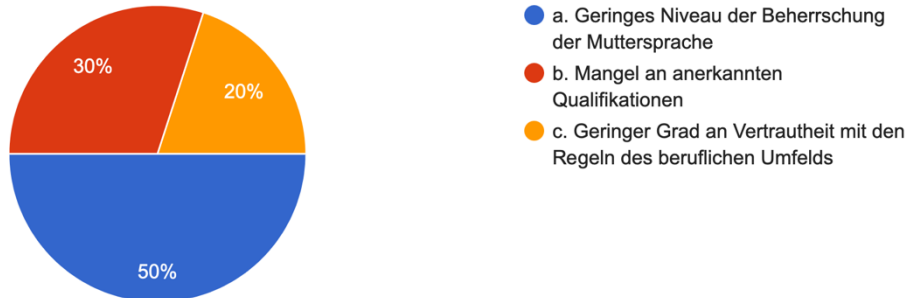 30%
20%
50%
a. Geringes Niveau der Beherrschung
der Muttersprache
b. Mangel an anerkannten
Qualifikationen
c. Geringer Grad an Vertrautheit mit den
Regeln des beruflichen Umfelds